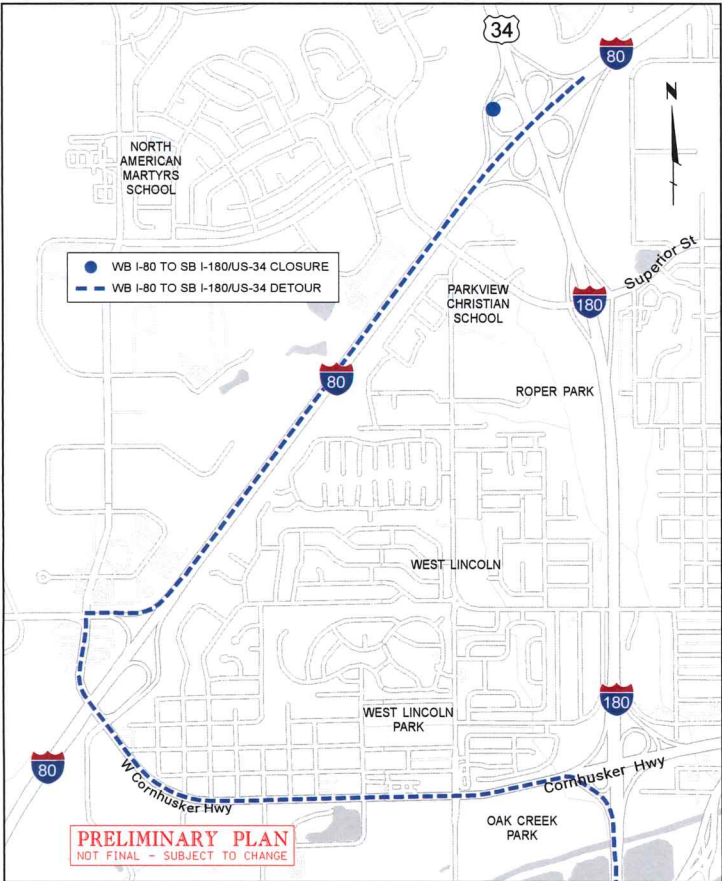 34
80
NORTH
AMERICAN
MARTYRS
SCHOOL
WB I-80 TO SB I-180/US-34 CLOSURE
WB I-80 TO SB I-180/US-34 DETOUR
N
Superior St
PARKVIEW
CHRISTIAN
SCHOOL
180
80
ROPER PARK
WEST LINCOLN
180
WEST LINCOLN
PARK
80
W Cornhusker Hwy
Cornhusker Hwy
OAK CREEK
PARK
PRELIMINARY PLAN
NOT FINAL - SUBJECT TO CHANGE